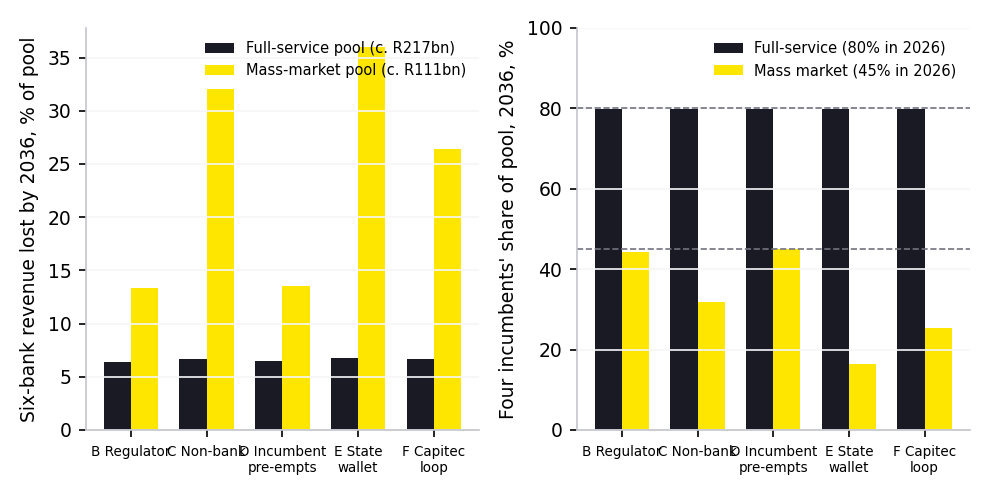 Six-bank revenue lost by 2036, % of pool
35
30
25
20
15
10
5
0
Full-service pool (c. R217bn)
Mass-market pool (c. R111bn)
B Regulator
C Non-bank
D Incumbent
pre-empts
E State
wallet
F Capitec
loop
Four incumbents' share of pool, 2036, %
100
80
60
40
20
0
Full-service (80% in 2026)
Mass market (45% in 2026)
B Regulator
C Non-bank
D Incumbent
pre-empts
E State
wallet
F Capitec
loop